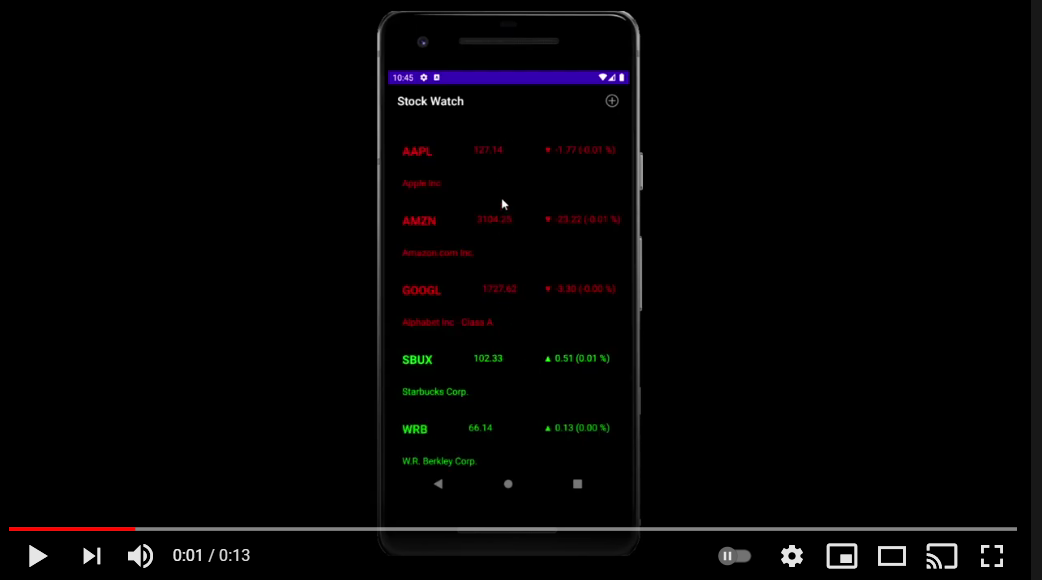 10:45
Stock Watch
AAPL 127.14 ▼ -1.77 (-0.01 %)
Apple Inc
AMZN 3104.25 ▼ -23.22 (-0.01 %)
Amazon.com Inc.
GOOGL 1727.62 ▼ -3.30 (-0.00 %)
Alphabet Inc - Class A
SBUX 102.33 ▲ 0.51 (0.01 %)
Starbucks Corp.
WRB 66.14 ▲ 0.13 (0.00 %)
W.R. Berkley Corp.
0:01 / 0:13